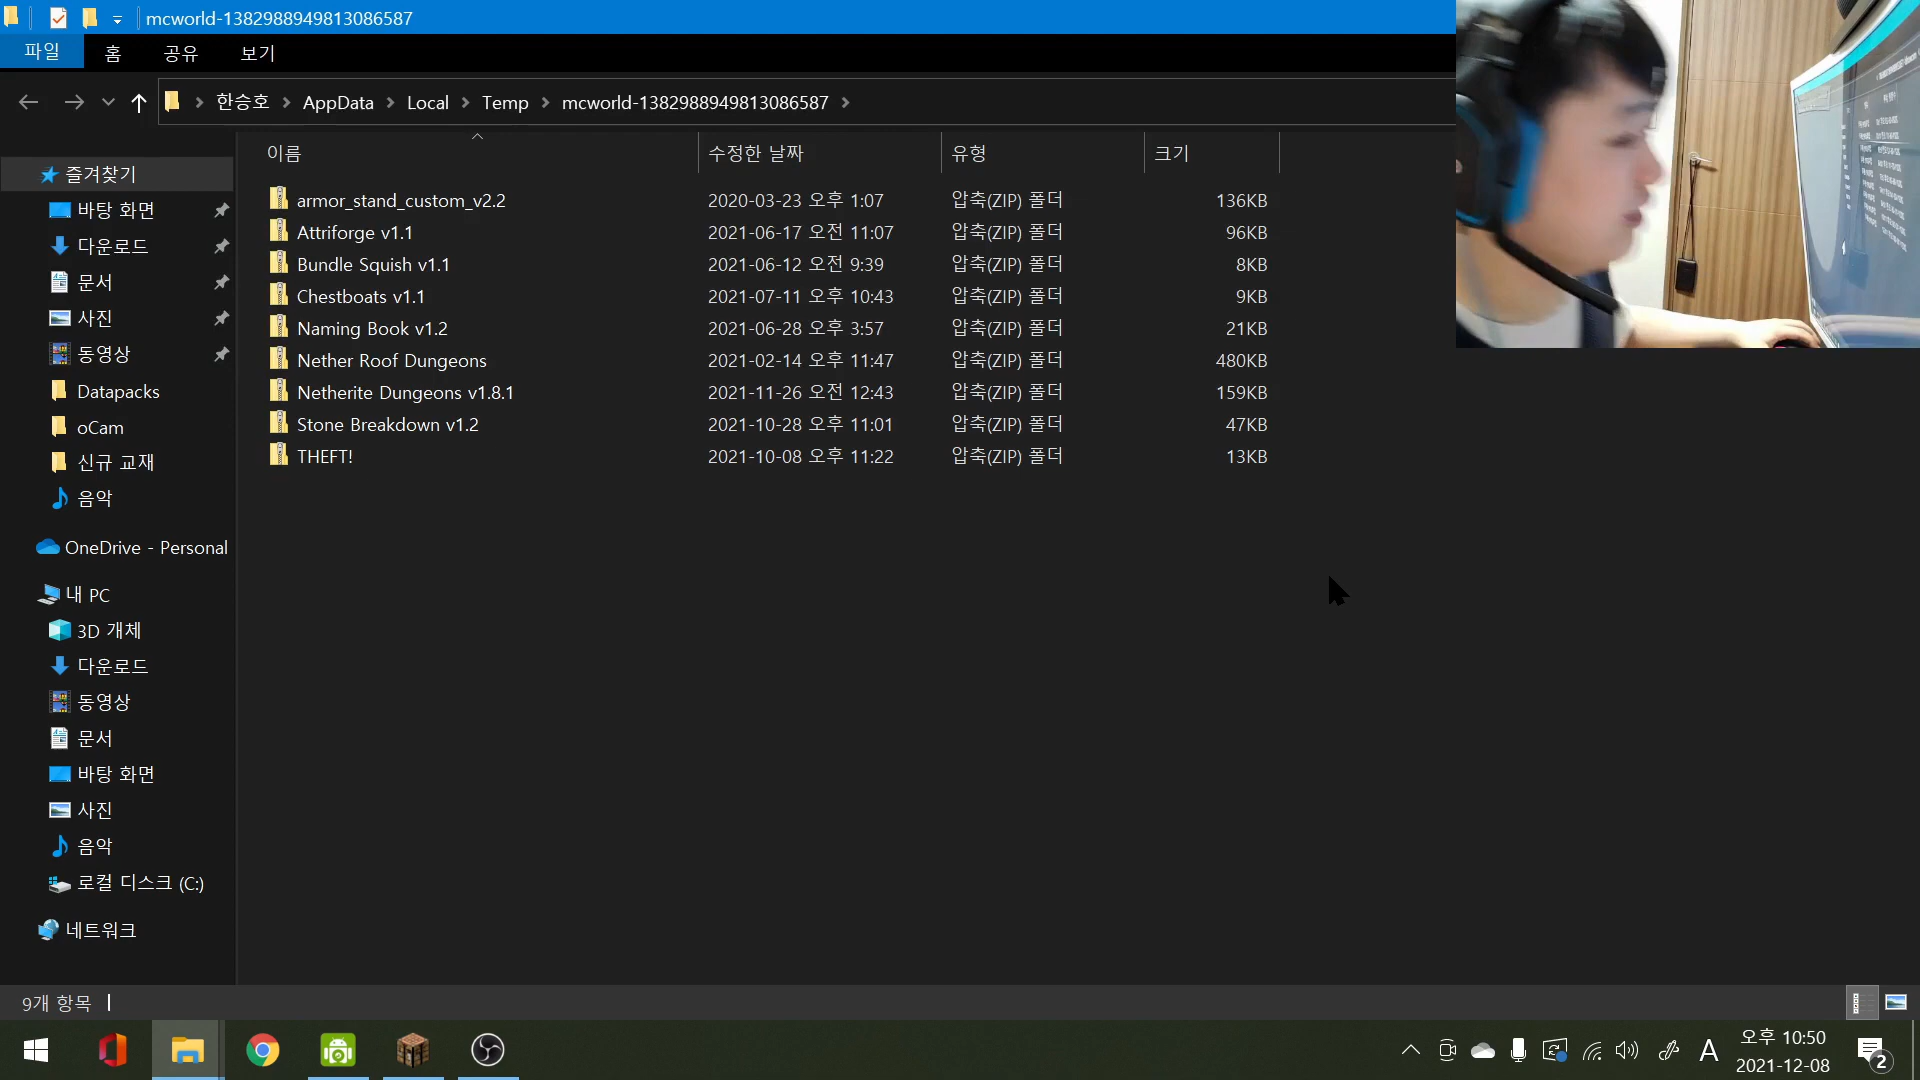 mcworld-1382988949813086587
파일 홈 공유 보기
한승호 AppData Local Temp mcworld-1382988949813086587
이름 수정한 날짜 유형 크기
armor_stand_custom_v2.2 2020-03-23 오후 1:07 압축(ZIP) 폴더 136KB
Attriforge v1.1 2021-06-17 오전 11:07 압축(ZIP) 폴더 96KB
Bundle Squish v1.1 2021-06-12 오전 9:39 압축(ZIP) 폴더 8KB
Chestboats v1.1 2021-07-11 오후 10:43 압축(ZIP) 폴더 9KB
Naming Book v1.2 2021-06-28 오후 3:57 압축(ZIP) 폴더 21KB
Nether Roof Dungeons 2021-02-14 오후 11:47 압축(ZIP) 폴더 480KB
Netherite Dungeons v1.8.1 2021-11-26 오전 12:43 압축(ZIP) 폴더 159KB
Stone Breakdown v1.2 2021-10-28 오후 11:01 압축(ZIP) 폴더 47KB
THEFT! 2021-10-08 오후 11:22 압축(ZIP) 폴더 13KB
즐겨찾기
바탕 화면
다운로드
문서
사진
동영상
Datapacks
oCam
신규 교재
음악
OneDrive - Personal
내 PC
3D 개체
다운로드
동영상
문서
바탕 화면
사진
음악
로컬 디스크 (C:)
네트워크
9개 항목
A
오후 10:50
2021-12-08
2